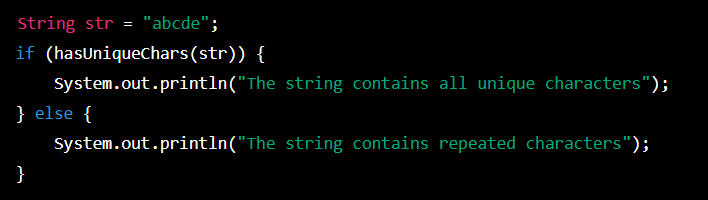 String str = "abcde";
if (hasUniqueChars(str)) {
    System.out.println("The string contains all unique characters");
} else {
    System.out.println("The string contains repeated characters");
}